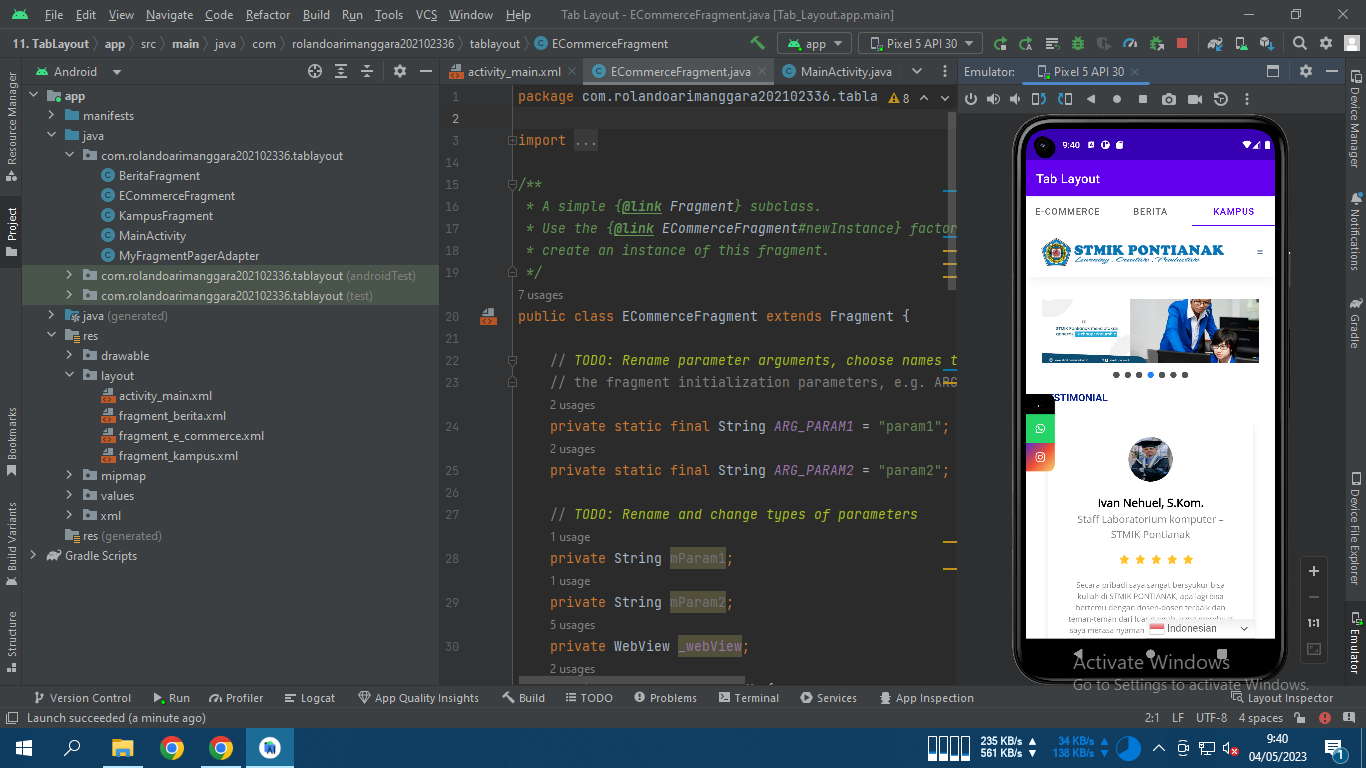 File Edit View Navigate Code Refactor Build Run Tools VCS Window Help Tab Layout - ECommerceFragment.java [Tab_Layout.app.main]
11. TabLayout app src main java com rolandoarimanggara202102336 tablayout ECommerceFragment app Pixel 5 API 30
Android
activity_main.xml ECommerceFragment.java MainActivity.java
Emulator: Pixel 5 API 30
Resource Manager
Project
Bookmarks
Build Variants
Structure
app
manifests
java
com.rolandoarimanggara202102336.tablayout
BeritaFragment
ECommerceFragment
KampusFragment
MainActivity
MyFragmentPagerAdapter
com.rolandoarimanggara202102336.tablayout (androidTest)
com.rolandoarimanggara202102336.tablayout (test)
java (generated)
res
drawable
layout
activity_main.xml
fragment_berita.xml
fragment_e_commerce.xml
fragment_kampus.xml
mipmap
values
xml
res (generated)
Gradle Scripts
1 package com.rolandoarimanggara202102336.tabla 8
2
3 import ...
14
15 /**
16 * A simple {@link Fragment} subclass.
17 * Use the {@link ECommerceFragment#newInstance} factor
18 * create an instance of this fragment.
19 */
7 usages
20 public class ECommerceFragment extends Fragment {
21
22 // TODO: Rename parameter arguments, choose names t
23 // the fragment initialization parameters, e.g. ARG
2 usages
24 private static final String ARG_PARAM1 = "param1";
2 usages
25 private static final String ARG_PARAM2 = "param2";
26
27 // TODO: Rename and change types of parameters
1 usage
28 private String mParam1;
1 usage
29 private String mParam2;
5 usages
30 private WebView _webView;
2 usages
9:40
Tab Layout
E-COMMERCE BERITA KAMPUS
STMIK PONTIANAK
Learning, Creative, Productive
ESTIMONIAL
Ivan Nehuel, S.Kom.
Staff Laboratorium komputer –
STMIK Pontianak
Secara pribadi saya sangat bersyukur bisa
kuliah di STMIK PONTIANAK, apa lagi bisa
bertemu dengan dosen-dosen terbaik dan
teman-teman dari luar
saya merasa nyaman
Indonesian
1:1
Device Manager
Notifications
Gradle
Device File Explorer
Emulator
Activate Windows
Go to Settings to activate Windows.
Version Control Run Profiler Logcat App Quality Insights Build TODO Problems Terminal Services App Inspection Layout Inspector
Launch succeeded (a minute ago) 2:1 LF UTF-8 4 spaces
235 KB/s 34 KB/s
561 KB/s 138 KB/s
9:40
04/05/2023
1